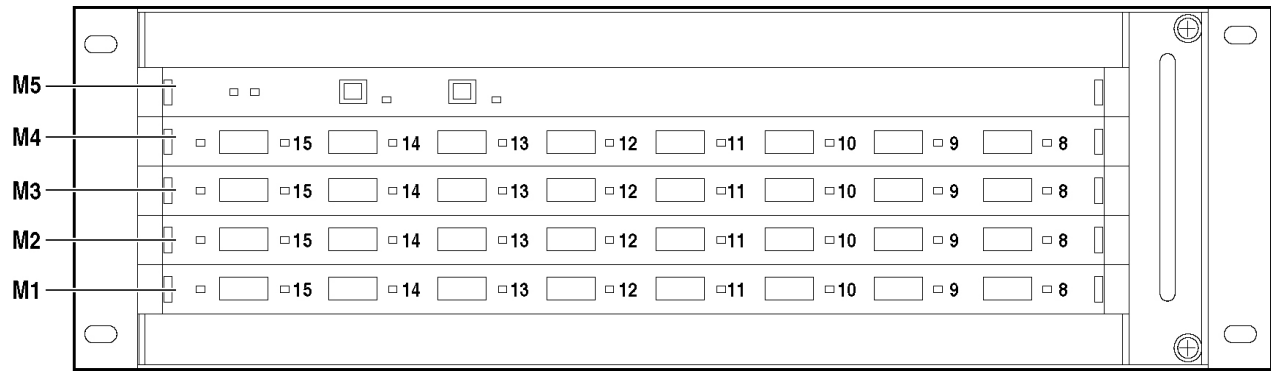 M5
M4 15 14 13 12 11 10 9 8
M3 15 14 13 12 11 10 9 8
M2 15 14 13 12 11 10 9 8
M1 15 14 13 12 11 10 9 8